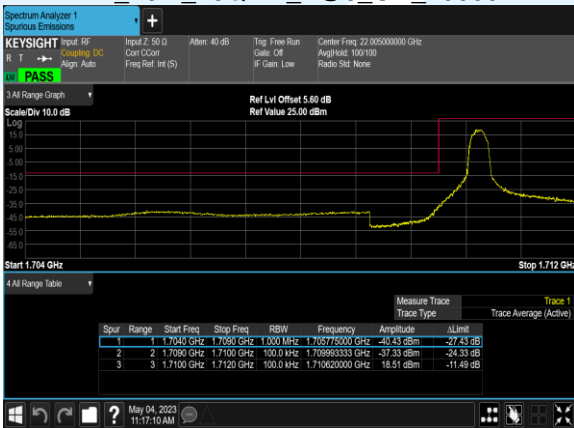 Spectrum Analyzer 1
Spurious Emissions
KEYSIGHT Input: RF Input Z: 50 Ω Atten: 40 dB Trig: Free Run Center Freq: 22.005000000 GHz
R T Coupling: DC Corr CCorr Gate: Off Avg|Hold: 100/100
Align: Auto Freq Ref: Int (S) IF Gain: Low Radio Std: None
PASS
3 All Range Graph
Ref Lvl Offset 5.60 dB
Scale/Div 10.0 dB Ref Value 25.00 dBm
Log
15.0
5.00
-5.00
-15.0
-25.0
-35.0
-45.0
-55.0
-65.0
Start 1.704 GHz Stop 1.712 GHz
4 All Range Table
Measure Trace Trace 1
Trace Type Trace Average (Active)
Spur Range Start Freq Stop Freq RBW Frequency Amplitude ΔLimit
1 1 1.7040 GHz 1.7090 GHz 1.000 MHz 1.705775000 GHz -40.43 dBm -27.43 dB
2 2 1.7090 GHz 1.7100 GHz 100.0 kHz 1.709993333 GHz -37.33 dBm -24.33 dB
3 3 1.7100 GHz 1.7120 GHz 100.0 kHz 1.710620000 GHz 18.51 dBm -11.49 dB
May 04, 2023
11:17:10 AM